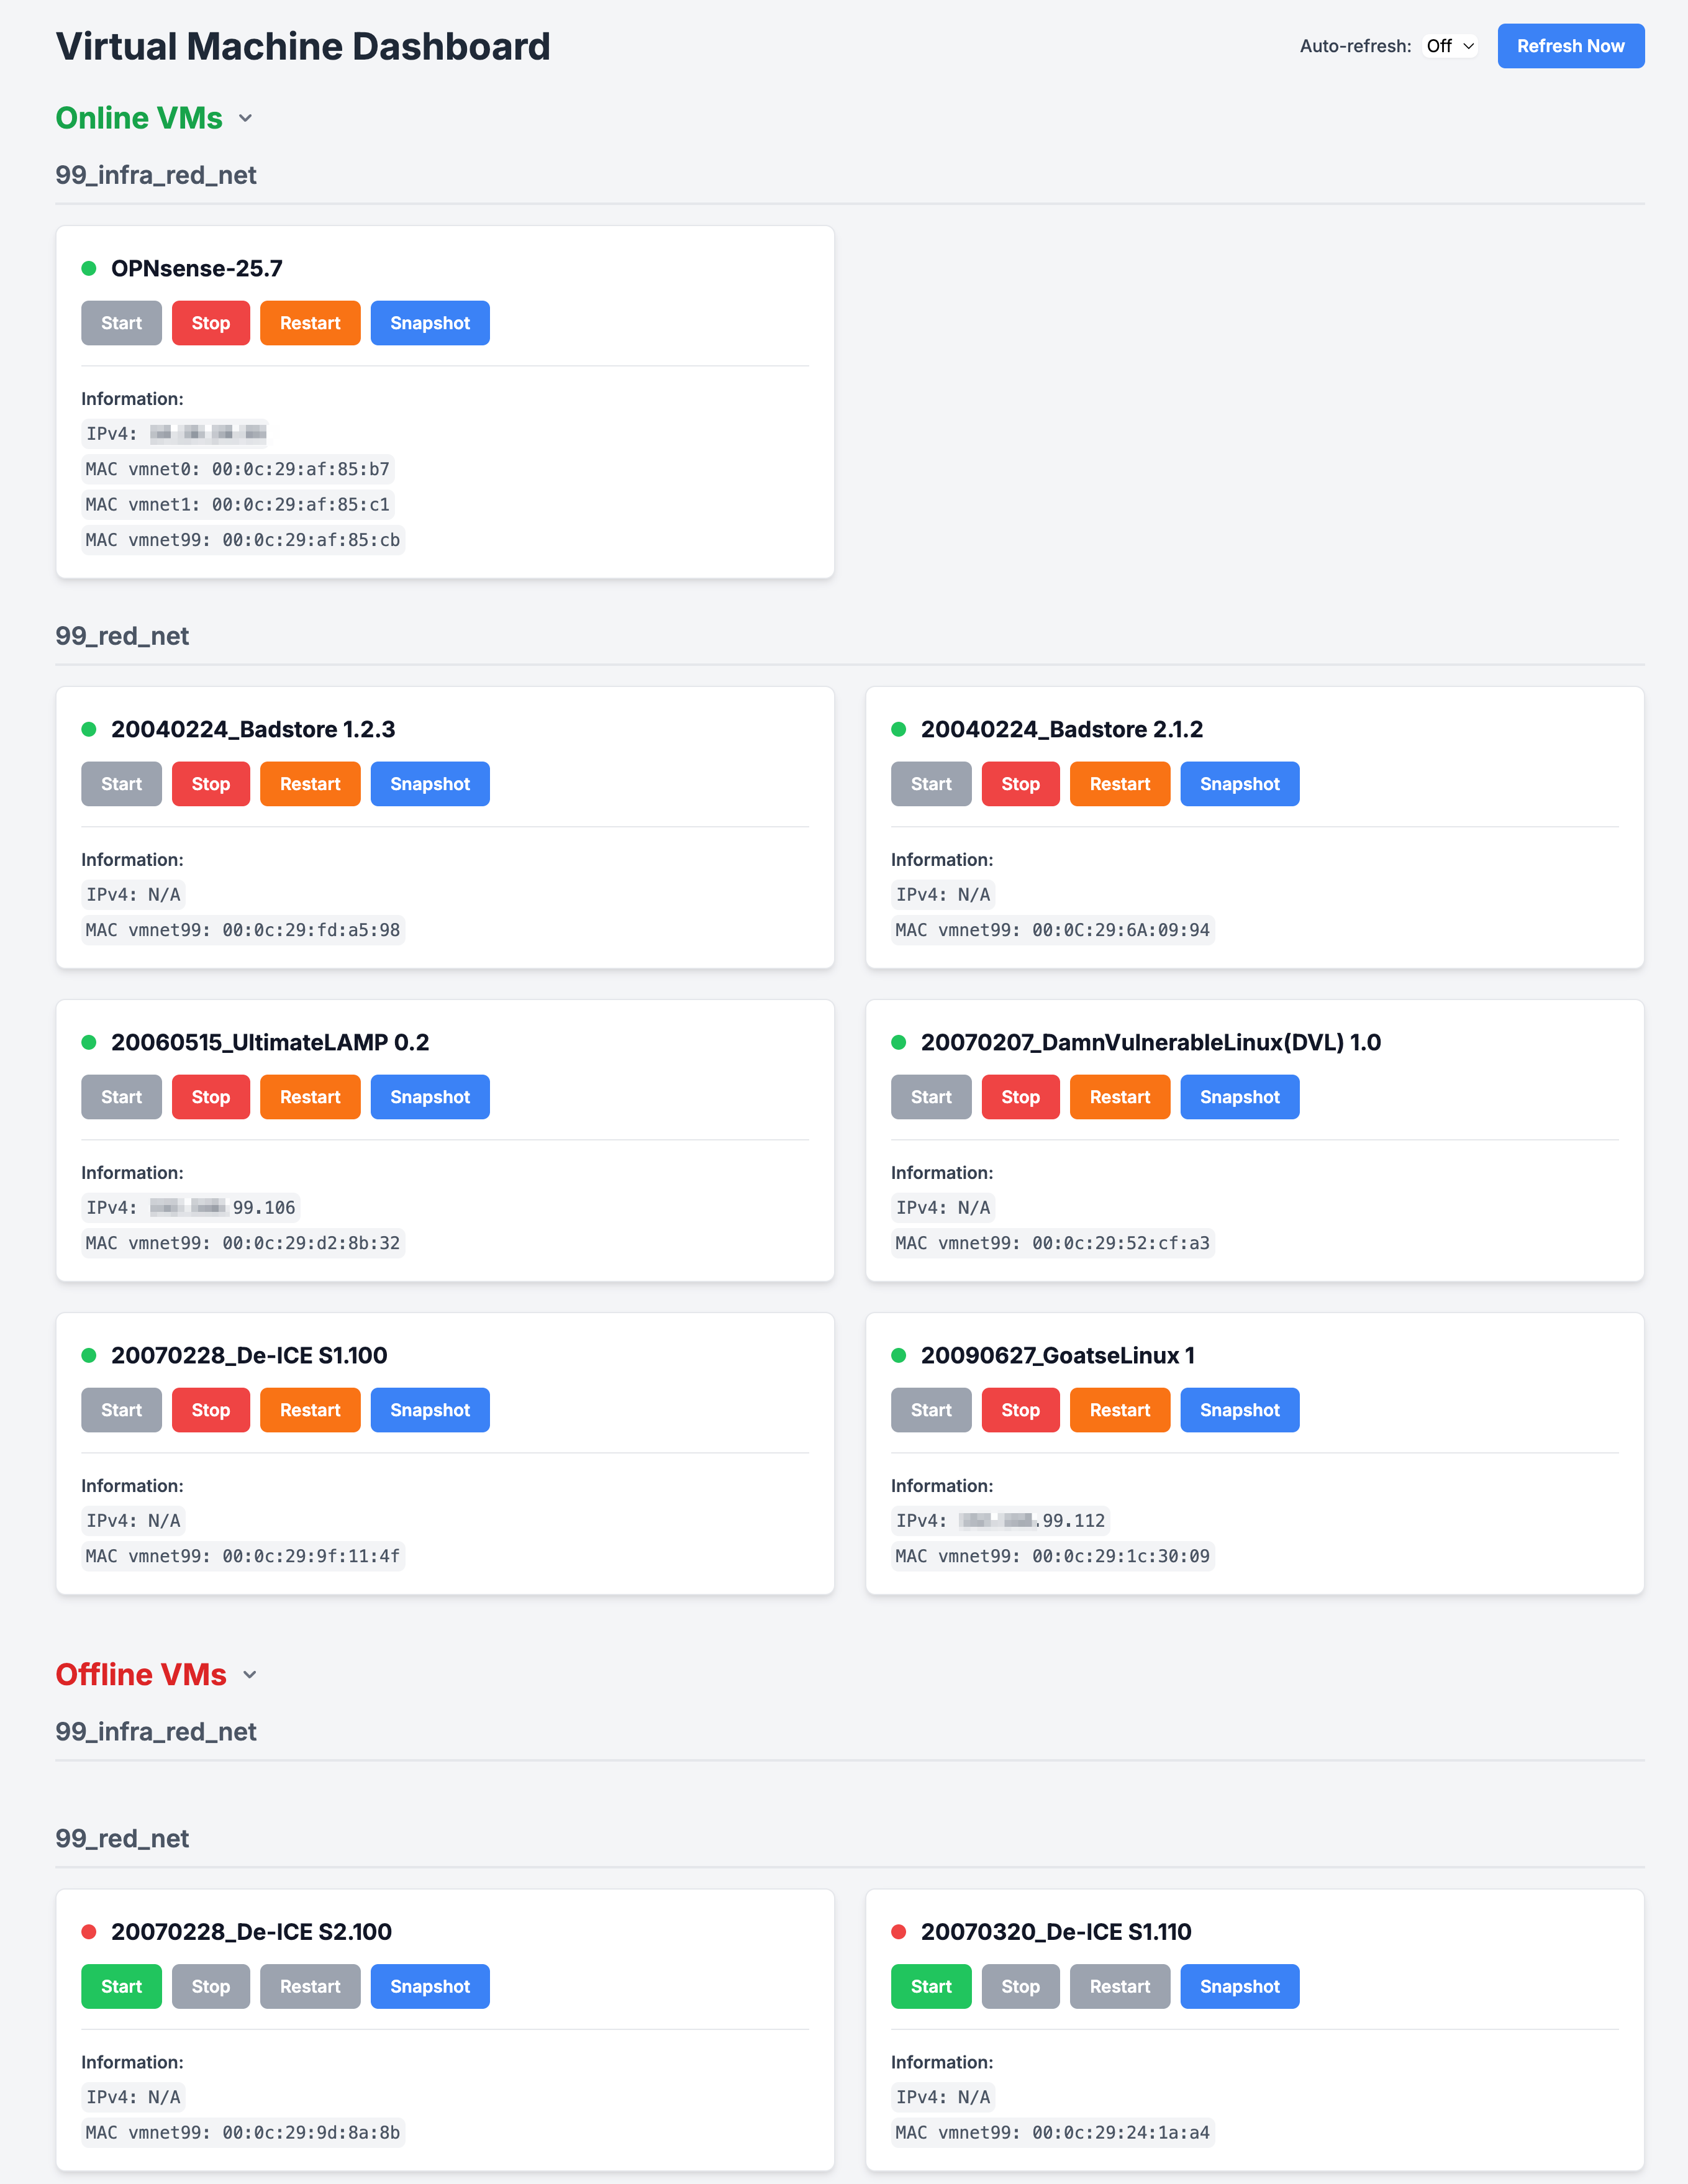 Virtual Machine Dashboard
Auto-refresh: Off Refresh Now
Online VMs
99_infra_red_net
OPNsense-25.7
Start Stop Restart Snapshot
Information:
IPv4:
MAC vmnet0: 00:0c:29:af:85:b7
MAC vmnet1: 00:0c:29:af:85:c1
MAC vmnet99: 00:0c:29:af:85:cb
99_red_net
20040224_Badstore 1.2.3
Start Stop Restart Snapshot
Information:
IPv4: N/A
MAC vmnet99: 00:0c:29:fd:a5:98
20040224_Badstore 2.1.2
Start Stop Restart Snapshot
Information:
IPv4: N/A
MAC vmnet99: 00:0C:29:6A:09:94
20060515_UltimateLAMP 0.2
Start Stop Restart Snapshot
Information:
IPv4: 99.106
MAC vmnet99: 00:0c:29:d2:8b:32
20070207_DamnVulnerableLinux(DVL) 1.0
Start Stop Restart Snapshot
Information:
IPv4: N/A
MAC vmnet99: 00:0c:29:52:cf:a3
20070228_De-ICE S1.100
Start Stop Restart Snapshot
Information:
IPv4: N/A
MAC vmnet99: 00:0c:29:9f:11:4f
20090627_GoatseLinux 1
Start Stop Restart Snapshot
Information:
IPv4: .99.112
MAC vmnet99: 00:0c:29:1c:30:09
Offline VMs
99_infra_red_net
99_red_net
20070228_De-ICE S2.100
Start Stop Restart Snapshot
Information:
IPv4: N/A
MAC vmnet99: 00:0c:29:9d:8a:8b
20070320_De-ICE S1.110
Start Stop Restart Snapshot
Information:
IPv4: N/A
MAC vmnet99: 00:0c:29:24:1a:a4